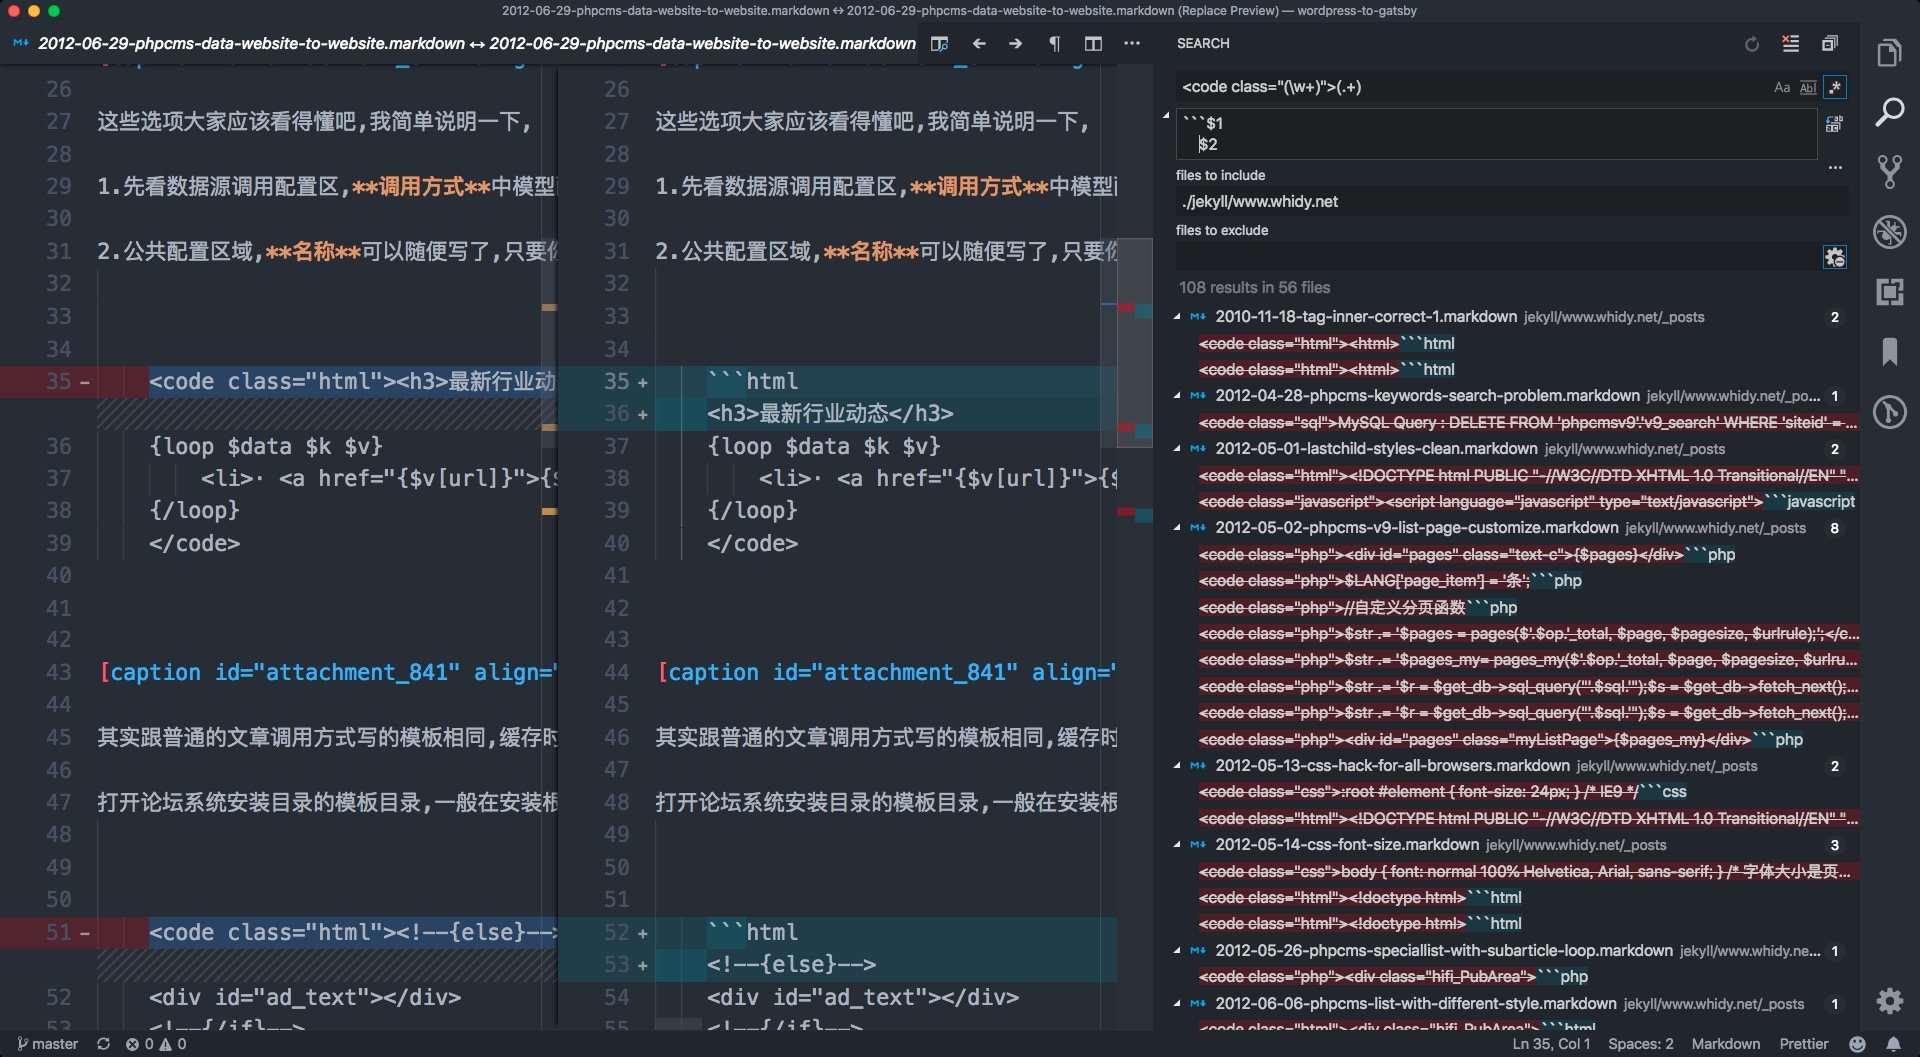 2012-06-29-phpcms-data-website-to-website.markdown ↔ 2012-06-29-phpcms-data-website-to-website.markdown (Replace Preview) — wordpress-to-gatsby
2012-06-29-phpcms-data-website-to-website.markdown ↔ 2012-06-29-phpcms-data-website-to-website.markdown
26
27 这些选项大家应该看得懂吧,我简单说明一下,
28
29 1.先看数据源调用配置区,**调用方式**中模型
30
31 2.公共配置区域,**名称**可以随便写了,只要
32
33
34
35 - <code class="html"><h3>最新行业动
36 {loop $data $k $v}
37 <li>· <a href="{$v[url]}">{
38 {/loop}
39 </code>
40
41
42
43 [caption id="attachment_841" align="
44
45 其实跟普通的文章调用方式写的模板相同,缓存时
46
47 打开论坛系统安装目录的模板目录,一般在安装根
48
49
50
51 - <code class="html"><!--{else}-->
52 <div id="ad_text"></div>
53 <!--{/if}-->
26
27 这些选项大家应该看得懂吧,我简单说明一下,
28
29 1.先看数据源调用配置区,**调用方式**中模型
30
31 2.公共配置区域,**名称**可以随便写了,只要
32
33
34
35 + ```html
36 + <h3>最新行业动态</h3>
37 {loop $data $k $v}
38 <li>· <a href="{$v[url]}">{
39 {/loop}
40 </code>
41
42
43
44 [caption id="attachment_841" align="
45
46 其实跟普通的文章调用方式写的模板相同,缓存时
47
48 打开论坛系统安装目录的模板目录,一般在安装根
49
50
51
52 + ```html
53 + <!--{else}-->
54 <div id="ad_text"></div>
55 <!--{/if}-->
SEARCH
<code class="(\w+)">(.+)
Aa Abl .*
```$1
$2
...
files to include
./jekyll/www.whidy.net
files to exclude
108 results in 56 files
2010-11-18-tag-inner-correct-1.markdown jekyll/www.whidy.net/_posts 2
<code class="html"><html>```html
<code class="html"><html>```html
2012-04-28-phpcms-keywords-search-problem.markdown jekyll/www.whidy.net/_po... 1
<code class="sql">MySQL Query : DELETE FROM 'phpcmsv9'.'v9_search' WHERE 'siteid' = ...
2012-05-01-lastchild-styles-clean.markdown jekyll/www.whidy.net/_posts 2
<code class="html"><!DOCTYPE html PUBLIC "-//W3C//DTD XHTML 1.0 Transitional//EN" "...
<code class="javascript"><script language="javascript" type="text/javascript">```javascript
2012-05-02-phpcms-v9-list-page-customize.markdown jekyll/www.whidy.net/_posts 8
<code class="php"><div id="pages" class="text-c">{$pages}</div>```php
<code class="php">$LANG['page_item'] = '条';```php
<code class="php">//自定义分页函数```php
<code class="php">$str .= '$pages = pages($'.$op.'_total, $page, $pagesize, $urlrule);';</c...
<code class="php">$str .= '$pages_my= pages_my($'.$op.'_total, $page, $pagesize, $urlru...
<code class="php">$str .= '$r = $get_db->sql_query("'.$sql.'");$s = $get_db->fetch_next();...
<code class="php">$str .= '$r = $get_db->sql_query("'.$sql.'");$s = $get_db->fetch_next();...
<code class="php"><div id="pages" class="myListPage">{$pages_my}</div>```php
2012-05-13-css-hack-for-all-browsers.markdown jekyll/www.whidy.net/_posts 2
<code class="css">:root #element { font-size: 24px; } /* IE9 */```css
<code class="html"><!DOCTYPE html PUBLIC "-//W3C//DTD XHTML 1.0 Transitional//EN" "...
2012-05-14-css-font-size.markdown jekyll/www.whidy.net/_posts 3
<code class="css">body { font: normal 100% Helvetica, Arial, sans-serif; } /* 字体大小是页...
<code class="html"><!doctype html>```html
<code class="html"><!doctype html>```html
2012-05-26-phpcms-speciallist-with-subarticle-loop.markdown jekyll/www.whidy.ne... 1
<code class="php"><div class="hifi_PubArea">```php
2012-06-06-phpcms-list-with-different-style.markdown jekyll/www.whidy.net/_posts 1
<code class="html"><div class="hifi_PubArea">```html
master 0 0
Ln 35, Col 1 Spaces: 2 Markdown Prettier